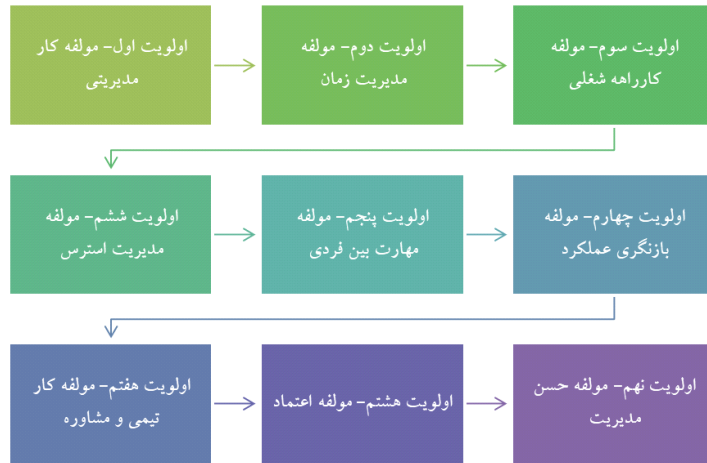 اولویت اول- مولفه کار
مدیریتی
اولویت دوم- مولفه
مدیریت زمان
اولویت سوم- مولفه
کارراهه شغلی
اولویت ششم- مولفه
مدیریت استرس
اولویت پنجم- مولفه
مهارت بین فردی
اولویت چهارم- مولفه
بازنگری عملکرد
اولویت هفتم- مولفه کار
تیمی و مشاوره
اولویت هشتم- مولفه اعتماد
اولویت نهم- مولفه حسن
مدیریت